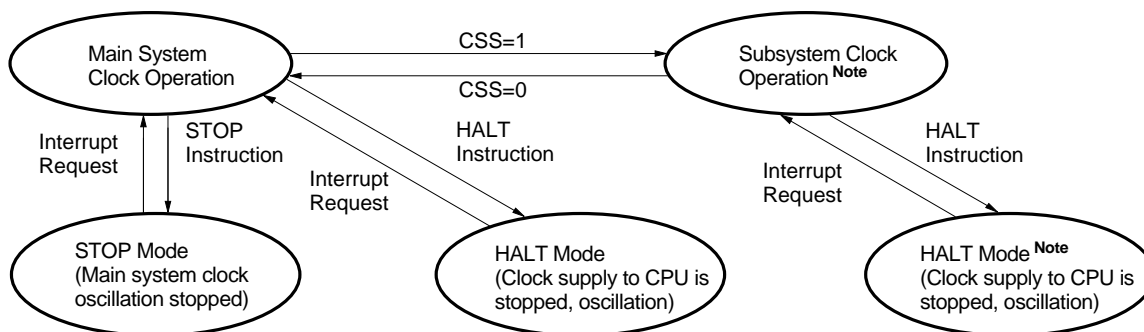 Main System
Clock Operation
CSS=1
CSS=0
Subsystem Clock
Operation Note
Interrupt
Request
STOP
Instruction
HALT
Instruction
Interrupt
Request
HALT
Instruction
Interrupt
Request
STOP Mode
(Main system clock
oscillation stopped)
HALT Mode
(Clock supply to CPU is
stopped, oscillation)
HALT Mode Note
(Clock supply to CPU is
stopped, oscillation)